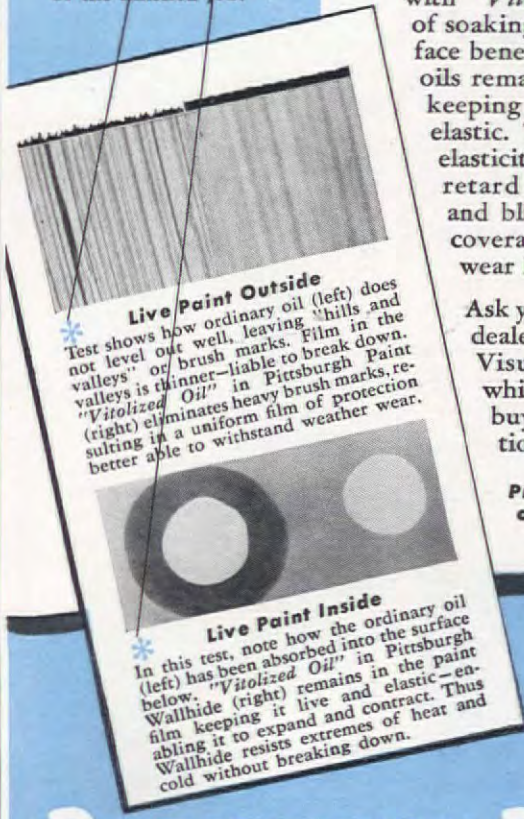 with "Vi
of soaking
face bene
oils rema
keeping
elastic.
elasticit
retard
and bl
covera
wear
Ask y
deale
Visu
whi
buy
tio
Live Paint Outside
Test shows how ordinary oil (left) does
not level out well, leaving "hills and
valleys" or brush marks. Film in the
valleys is thinner—liable to break down.
"Vitolized Oil" in Pittsburgh Paint
(right) eliminates heavy brush marks, re-
sulting in a uniform film of protection
better able to withstand weather wear.
Live Paint Inside
In this test, note how the ordinary oil
(left) has been absorbed into the surface
below. "Vitolized Oil" in Pittsburgh
Wallhide (right) remains in the paint
film keeping it live and elastic—en-
abling it to expand and contract. Thus
Wallhide resists extremes of heat and
cold without breaking down.